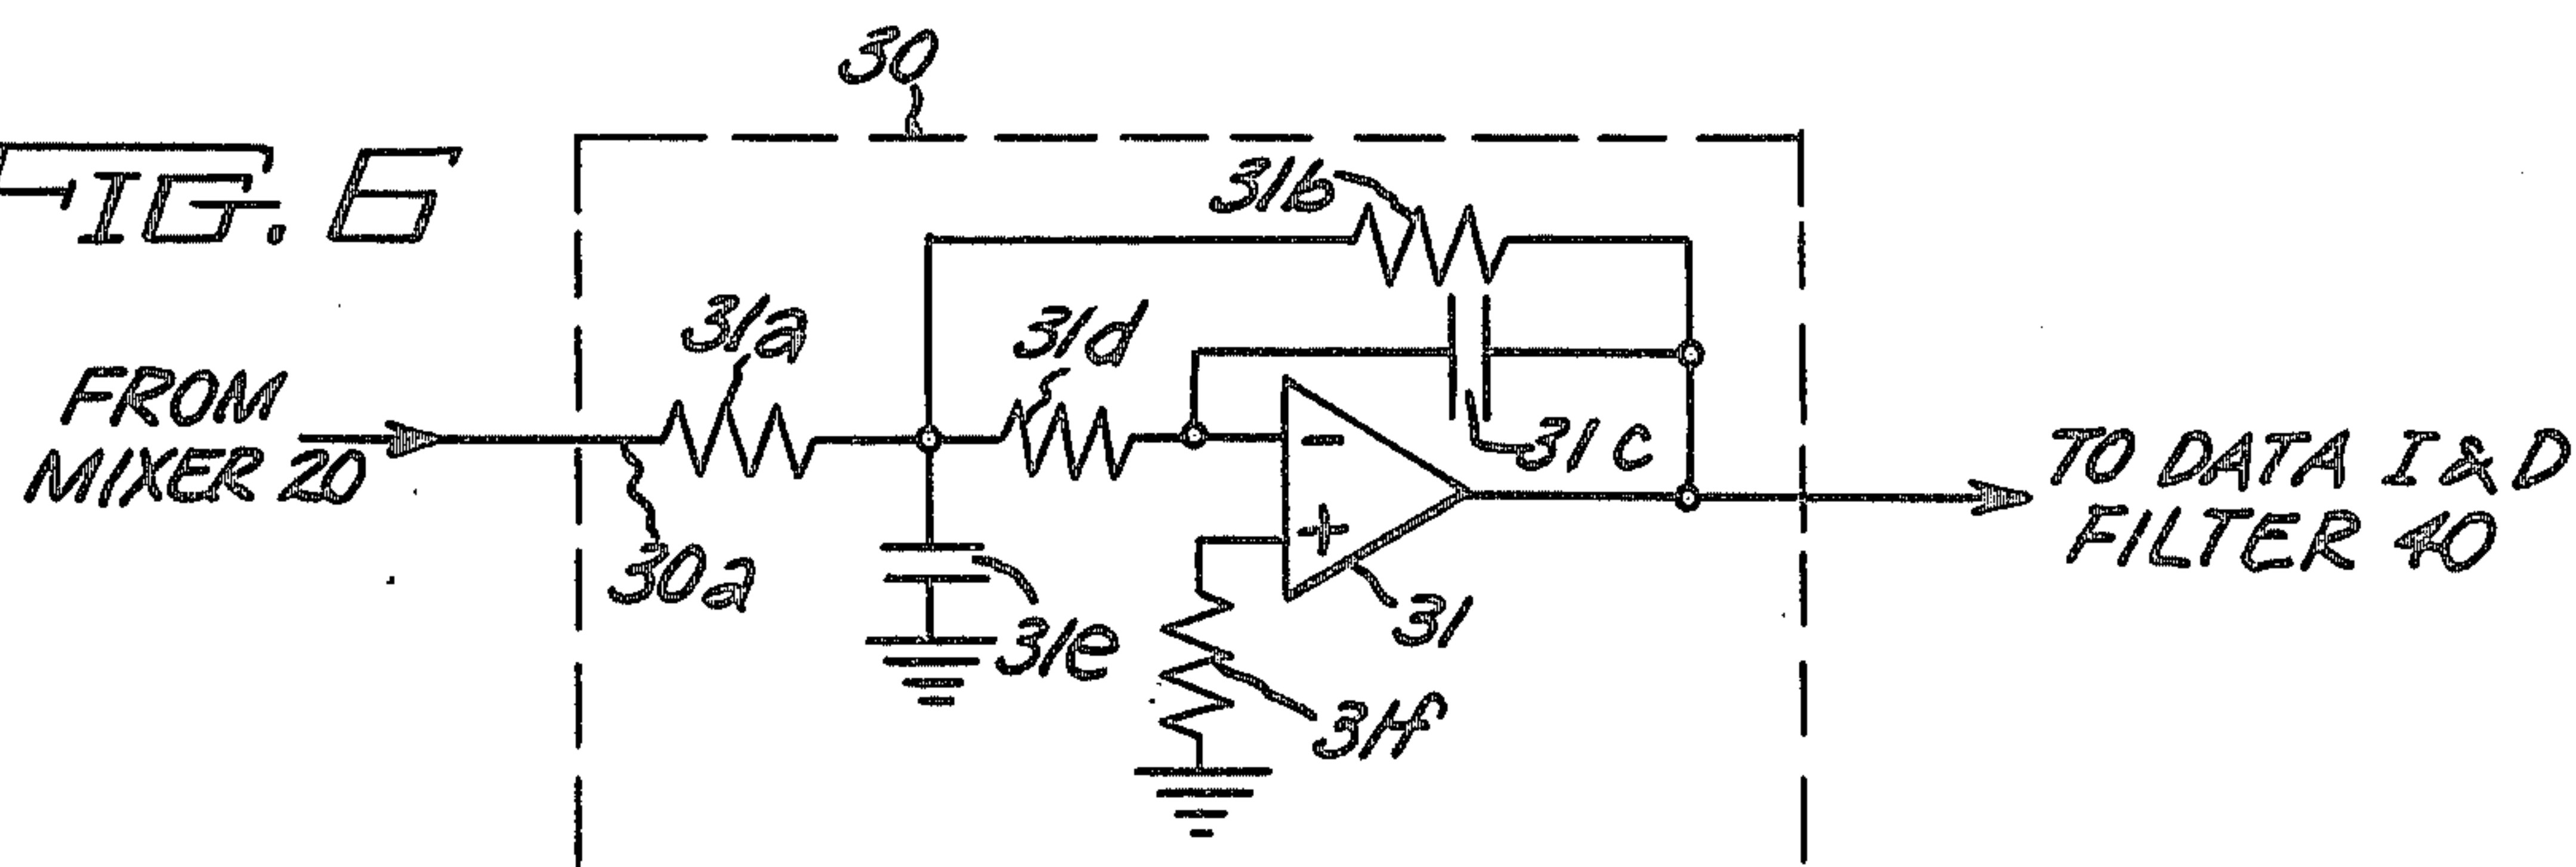 30
FIG. 6
31b
31a
31d
FROM
MIXER 20
31c
TO DATA I & D
FILTER 40
30a
31
31e
31f